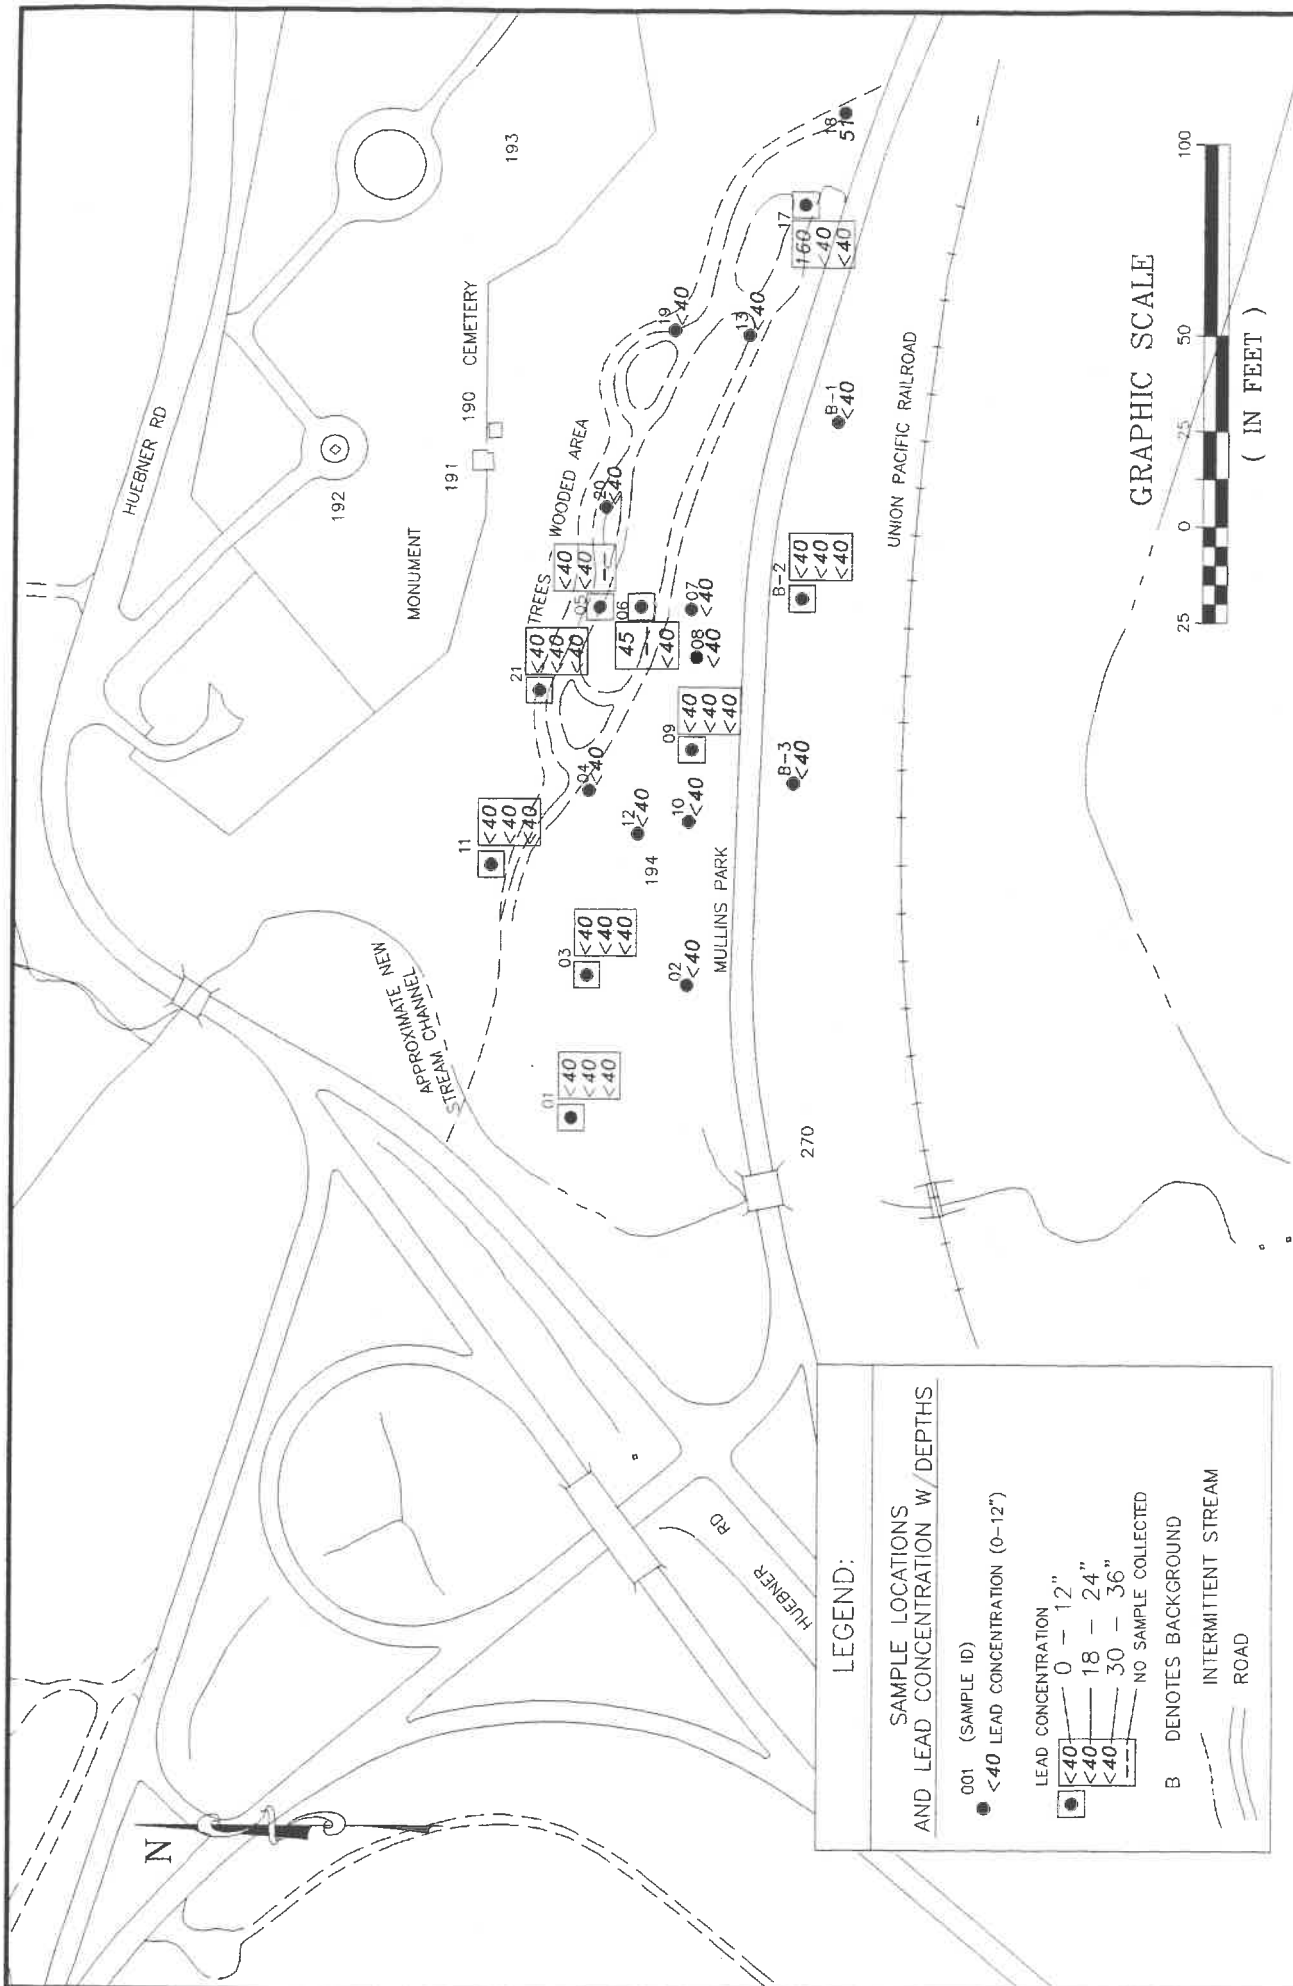 N
HUEBNER RD
192
MONUMENT
191
190 CEMETERY
193
APPROXIMATE NEW
STREAM CHANNEL
TREES - WOODED AREA
11
<40
<40
<40
21
<40
<40
<40
05
<40
<40
---
20
<40
19
<40
01
<40
<40
<40
03
<40
<40
<40
04
<40
06
45
---
<40
12
<40
194
02
<40
10
<40
09
<40
<40
<40
08
<40
07
<40
13
<40
17
160
<40
<40
18
51
MULLINS PARK
270
B-3
<40
B-2
<40
<40
<40
B-1
<40
UNION PACIFIC RAILROAD
HUEBNER
RD
GRAPHIC SCALE
25 0 25 50 100
( IN FEET )
LEGEND:
SAMPLE LOCATIONS
AND LEAD CONCENTRATION W/DEPTHS
001 (SAMPLE ID)
<40 LEAD CONCENTRATION (0-12")
LEAD CONCENTRATION
<40 0 - 12"
<40 18 - 24"
<40 30 - 36"
--- NO SAMPLE COLLECTED
B DENOTES BACKGROUND
INTERMITTENT STREAM
ROAD